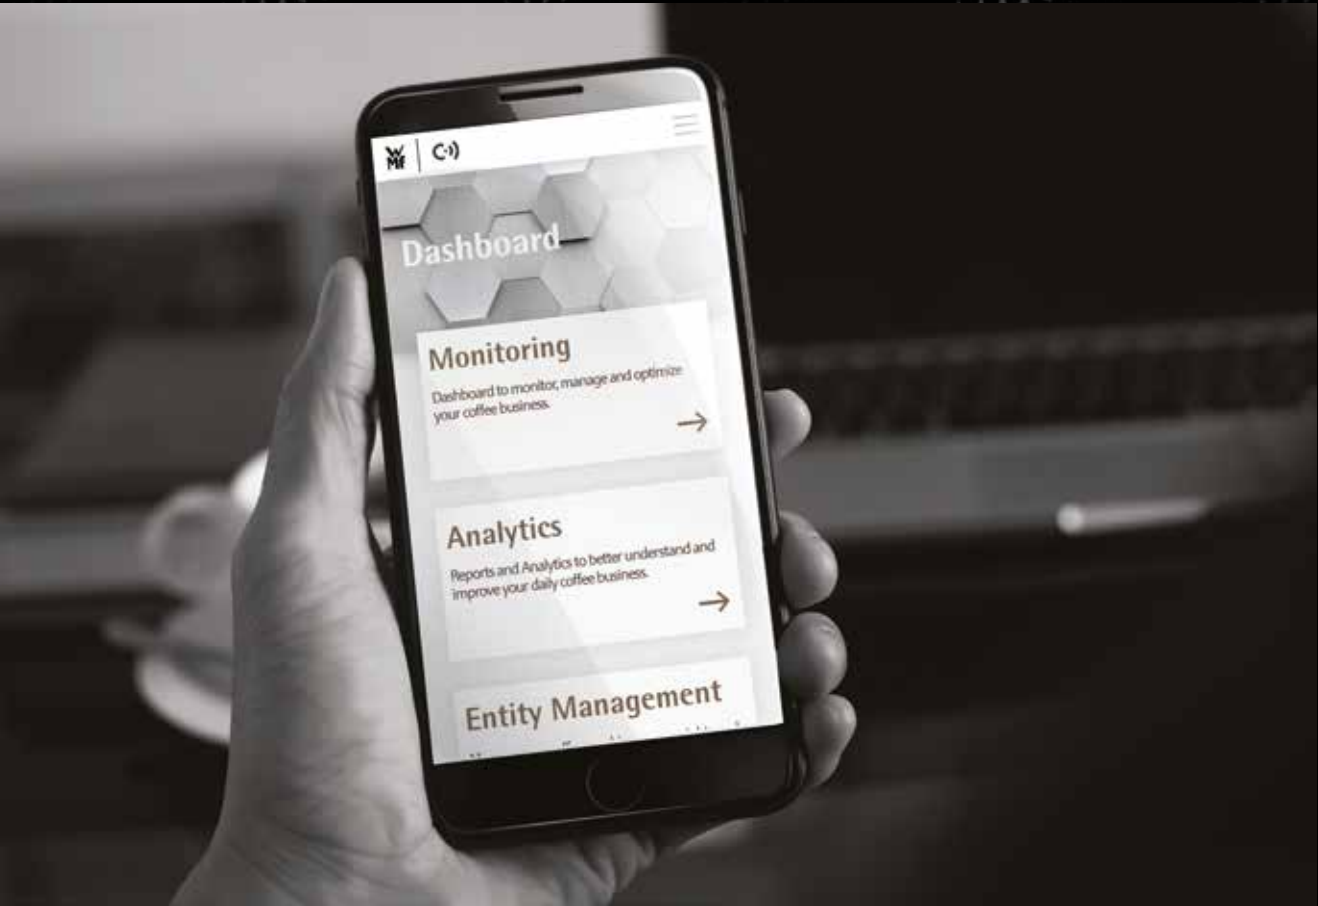 WMF
Dashboard
Monitoring
Dashboard to monitor, manage and optimize
your coffee business.
Analytics
Reports and Analytics to better understand and
improve your daily coffee business.
Entity Management